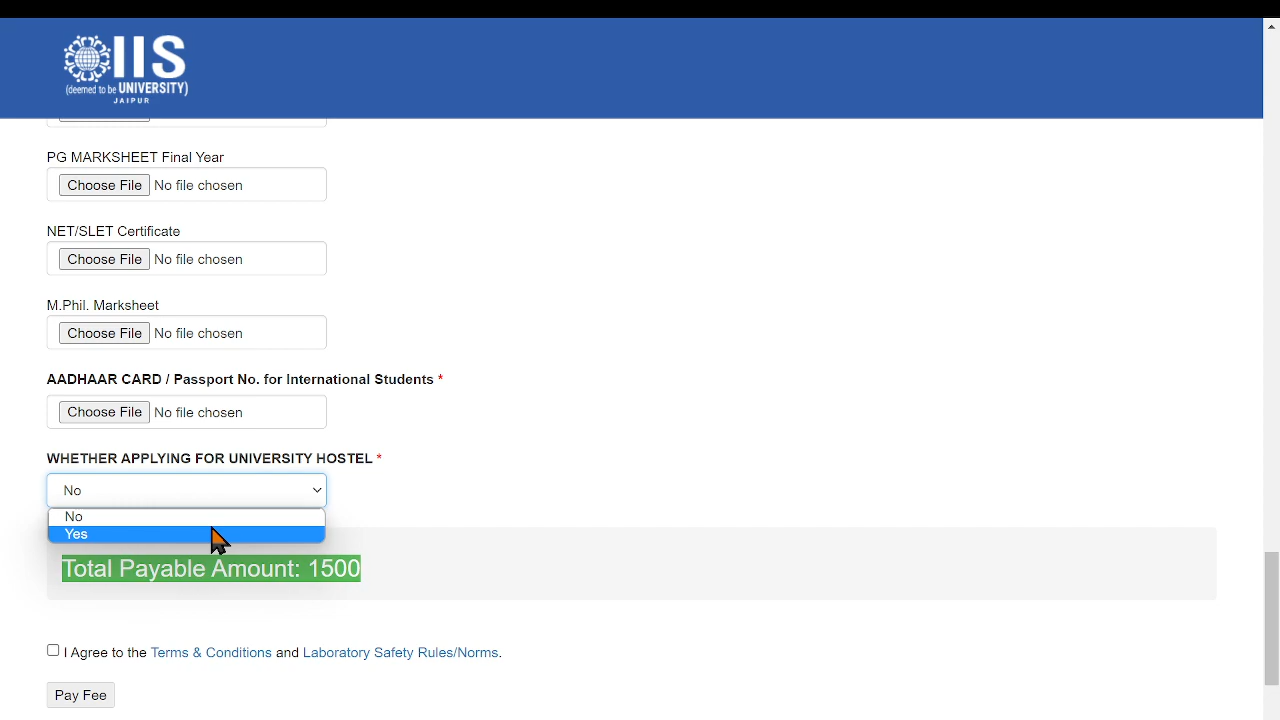 IIS
(deemed to be UNIVERSITY)
JAIPUR
PG MARKSHEET Final Year
Choose File No file chosen
NET/SLET Certificate
Choose File No file chosen
M.Phil. Marksheet
Choose File No file chosen
AADHAAR CARD / Passport No. for International Students *
Choose File No file chosen
WHETHER APPLYING FOR UNIVERSITY HOSTEL *
No
No
Yes
Total Payable Amount: 1500
I Agree to the Terms & Conditions and Laboratory Safety Rules/Norms.
Pay Fee